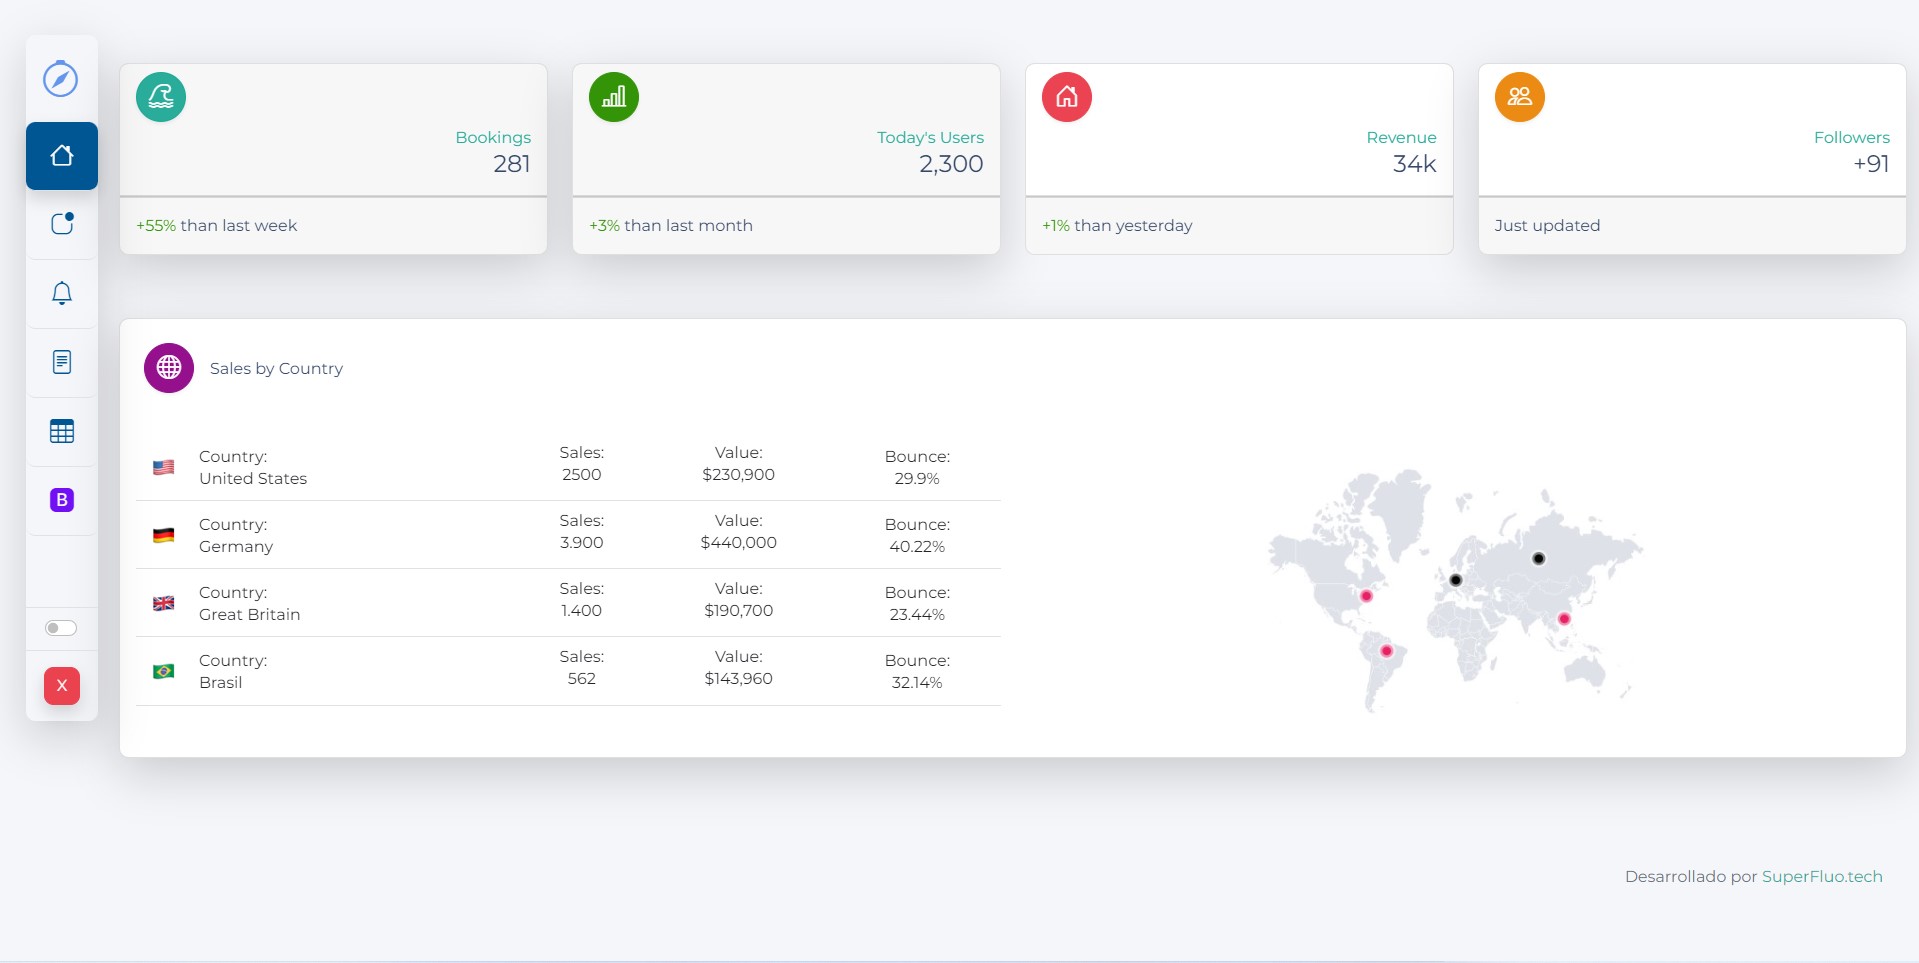 Bookings
281
+55% than last week
Today's Users
2,300
+3% than last month
Revenue
34k
+1% than yesterday
Followers
+91
Just updated
Sales by Country
Country:
United States
Sales:
2500
Value:
$230,900
Bounce:
29.9%
Country:
Germany
Sales:
3.900
Value:
$440,000
Bounce:
40.22%
Country:
Great Britain
Sales:
1.400
Value:
$190,700
Bounce:
23.44%
Country:
Brasil
Sales:
562
Value:
$143,960
Bounce:
32.14%
B
X
Desarrollado por SuperFluo.tech